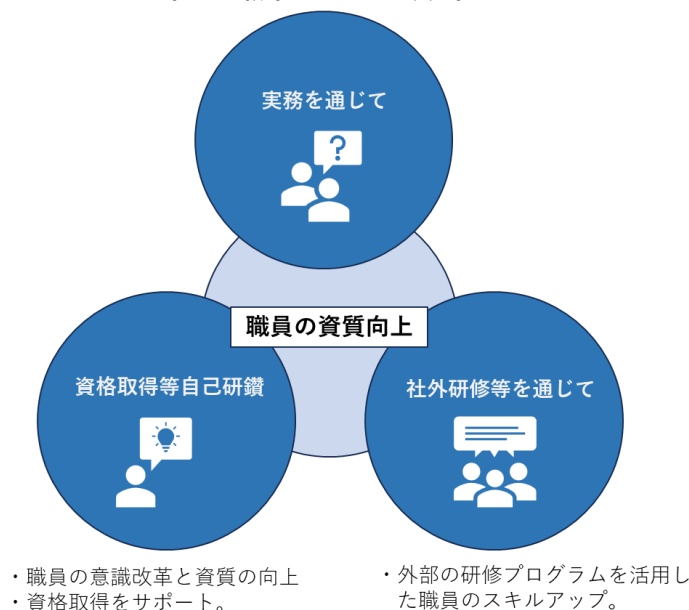 実務を通じて
?
職員の資質向上
資格取得等自己研鑽
社外研修等を通じて
・職員の意識改革と資質の向上
・資格取得をサポート。
・外部の研修プログラムを活用し
た職員のスキルアップ。